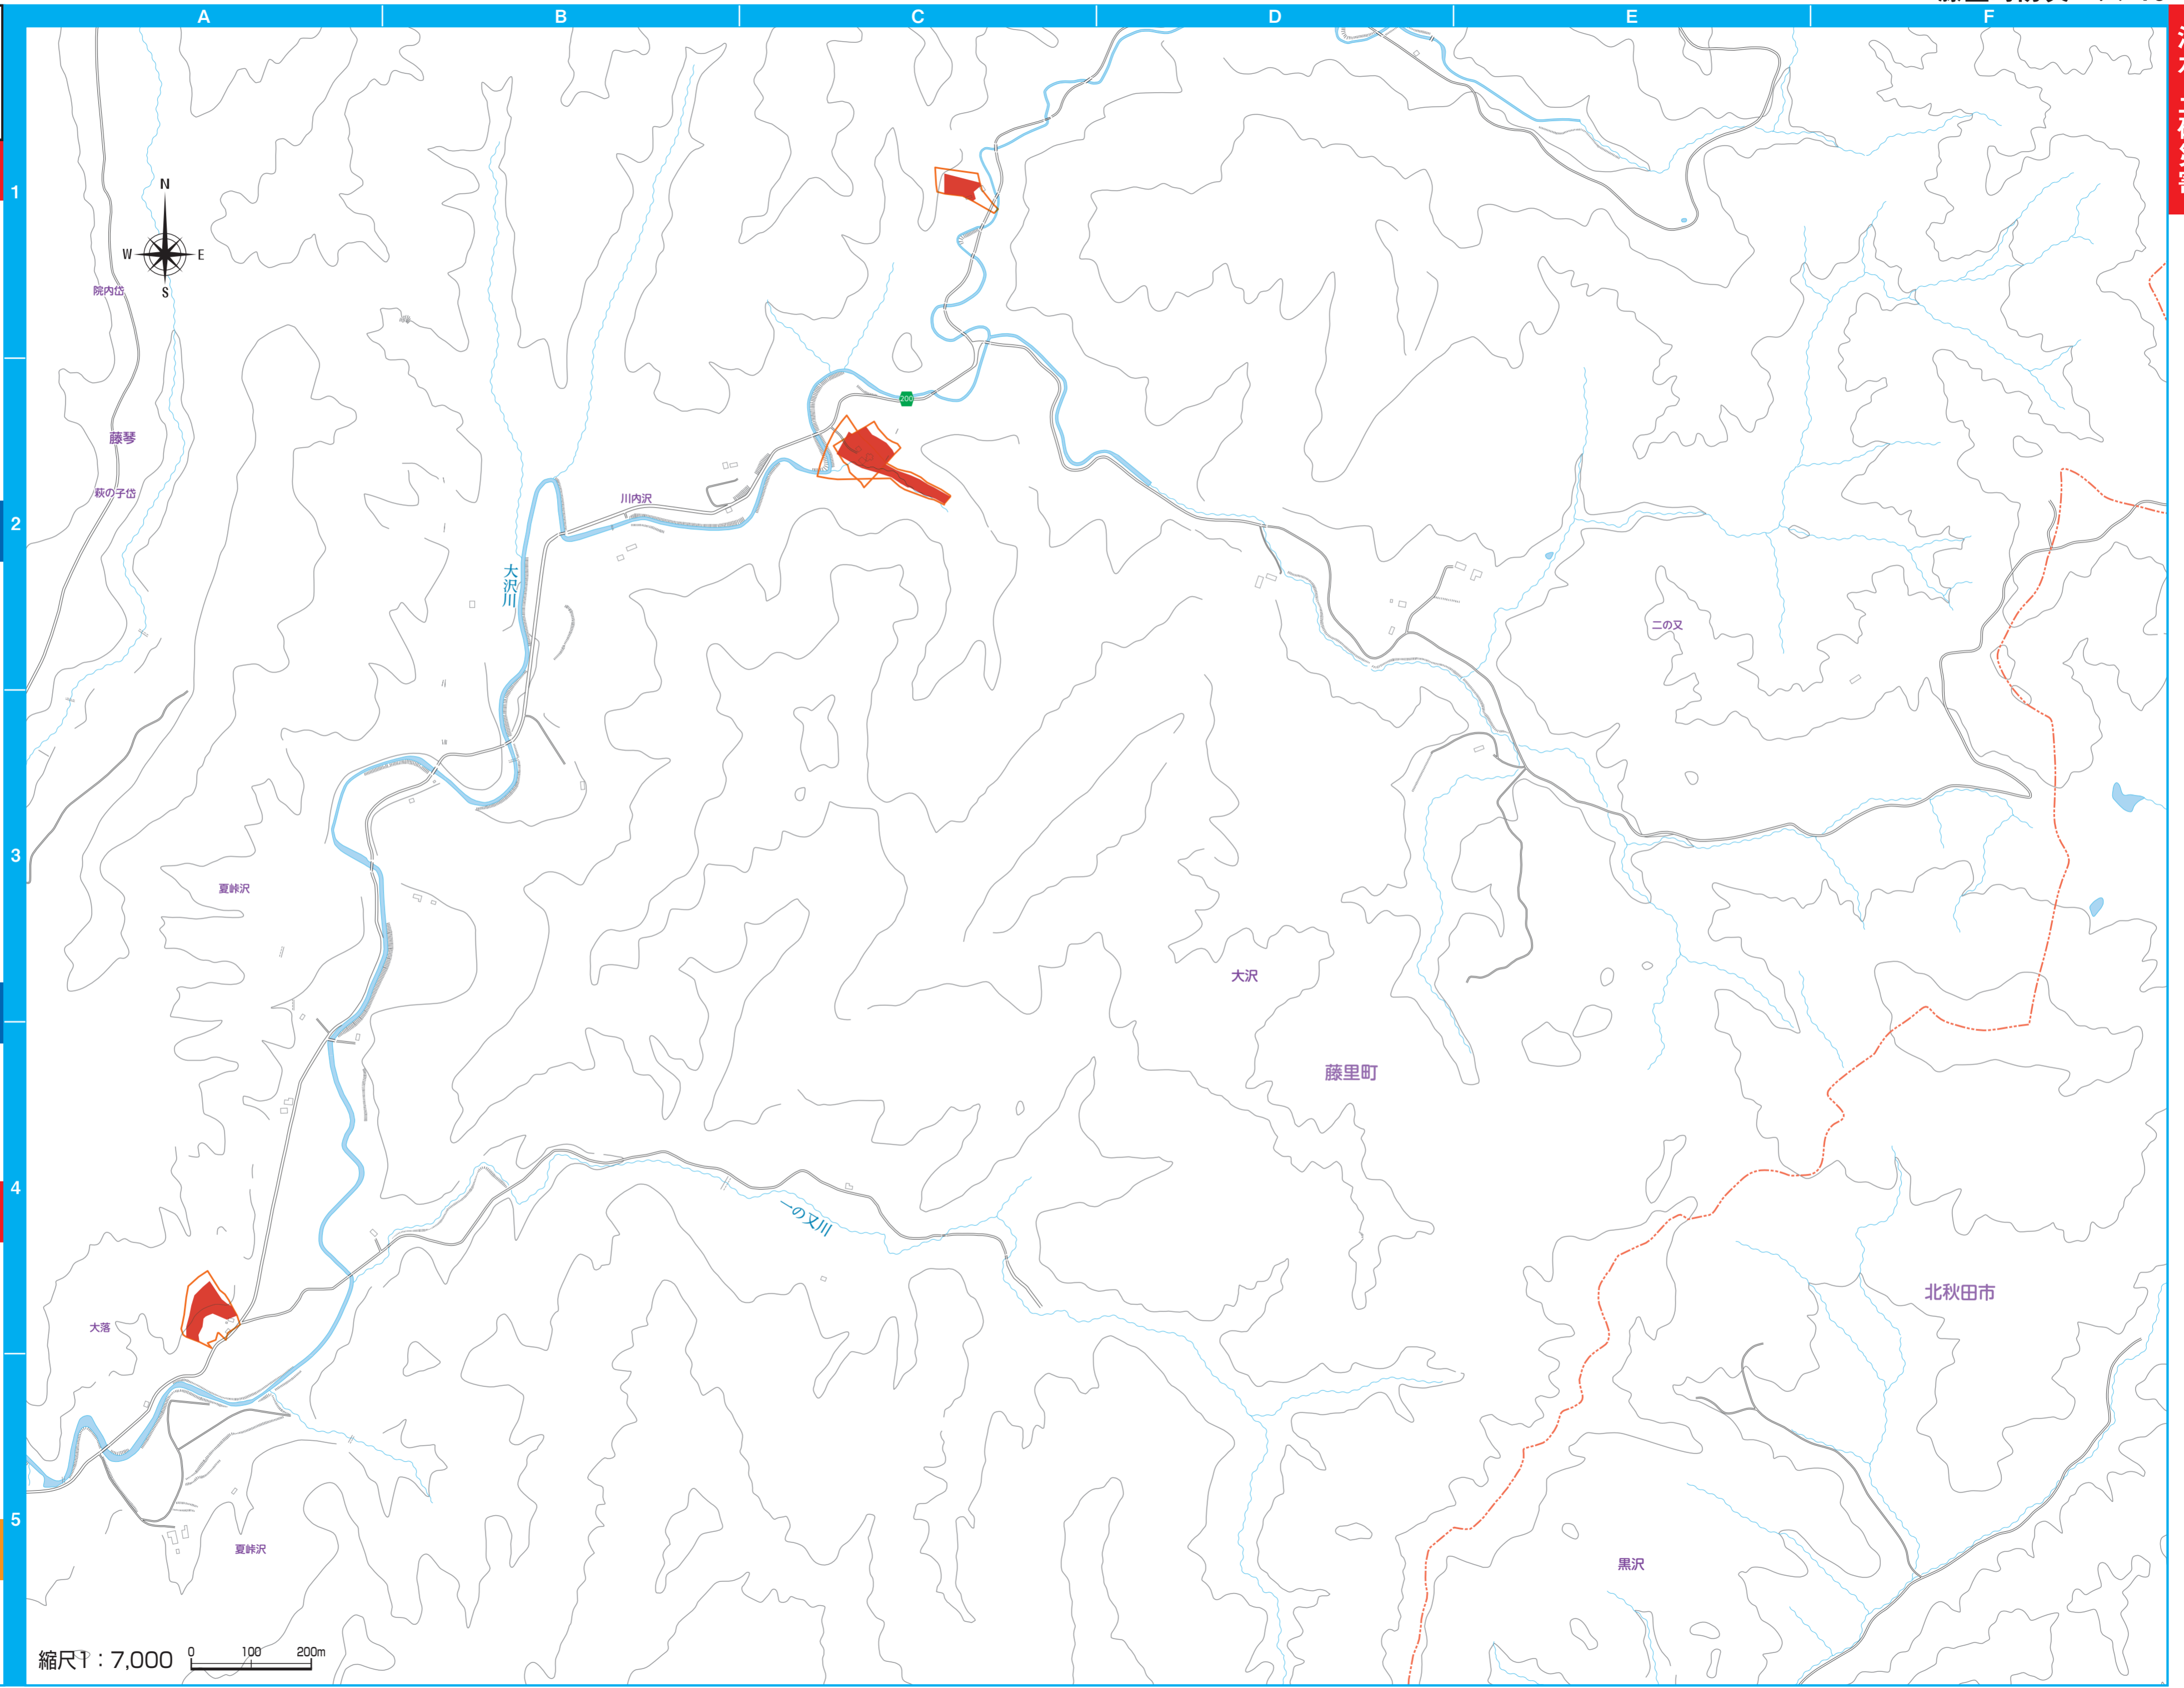 A
B
C
D
E
F
1
N
W
E
S
院内岱
200
藤琴
萩の子岱
川内沢
2
大沢川
二の又
3
夏峠沢
大沢
藤里町
4
一の又川
北秋田市
大落
5
夏峠沢
黒沢
縮尺1：7,000
0 100 200m